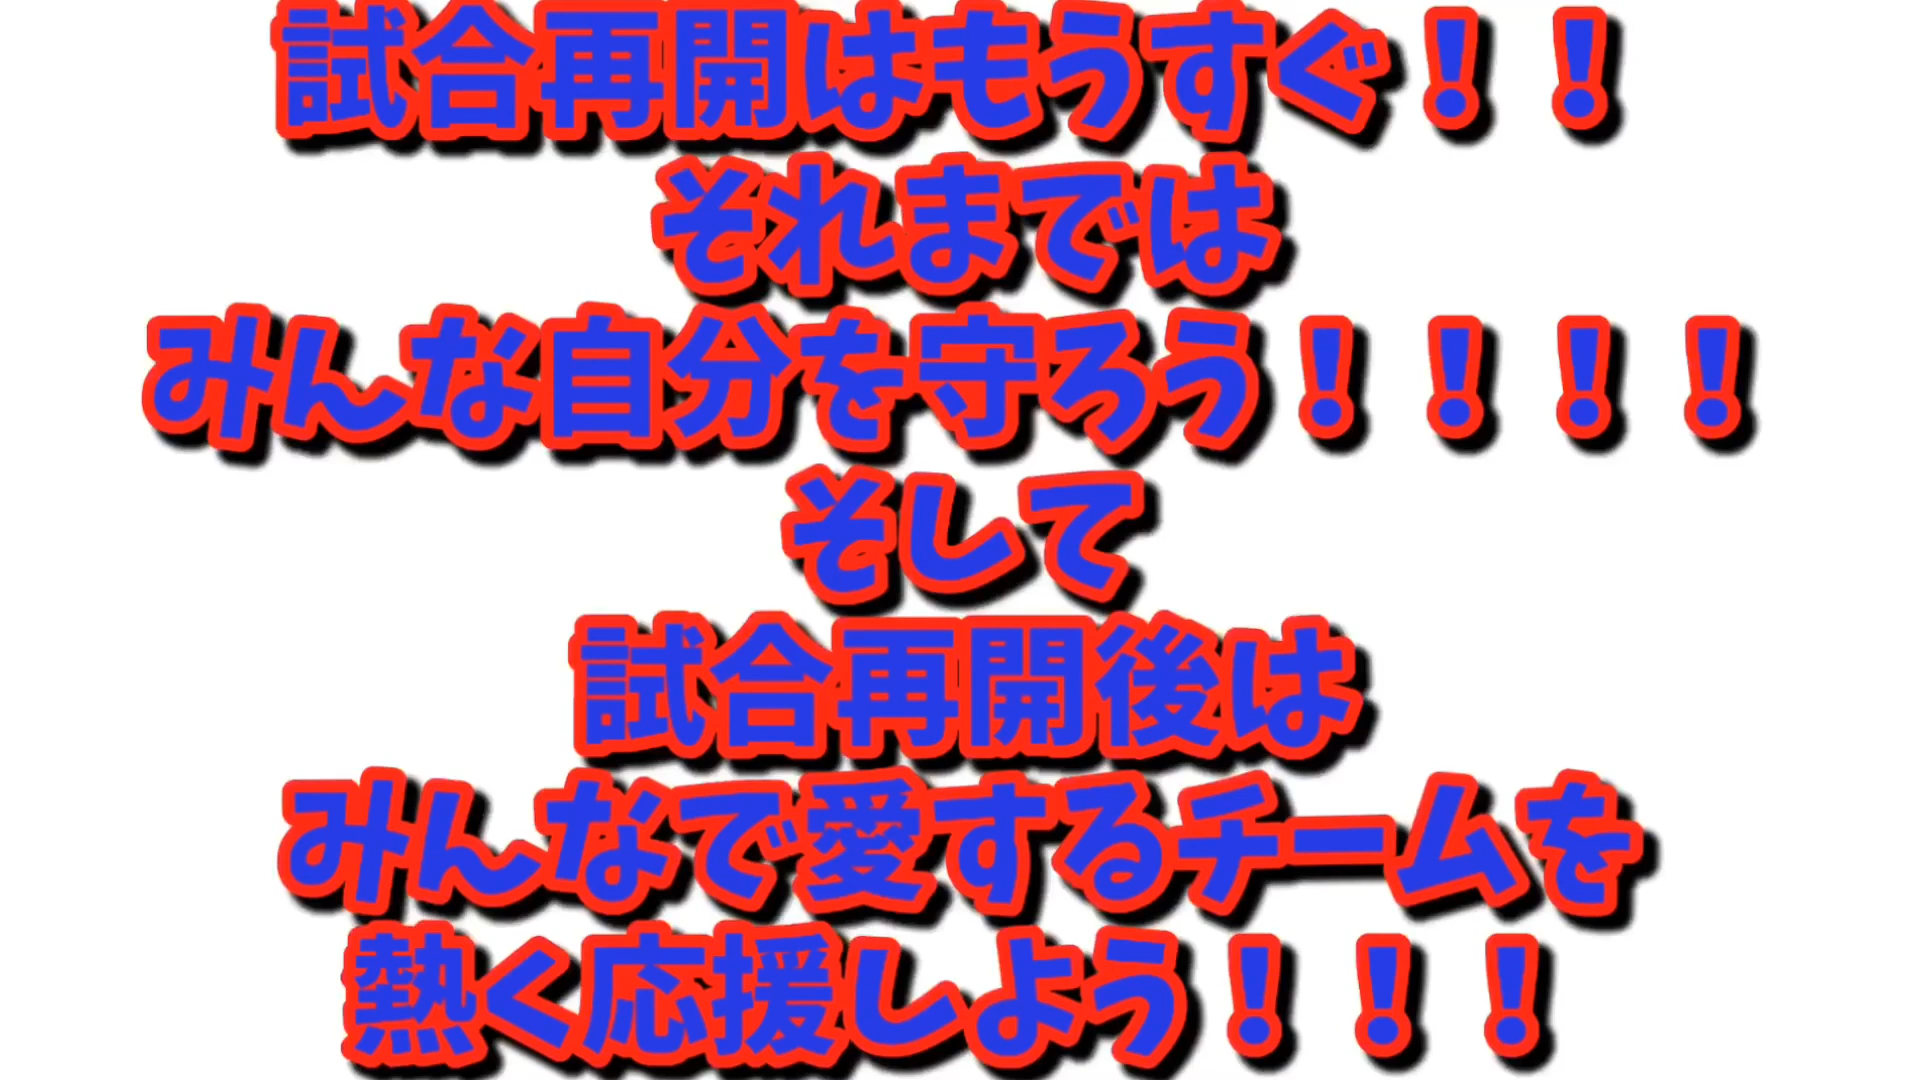 試合再開はもうすぐ！！
それまでは
みんな自分を守ろう！！！！
そして
試合再開後は
みんなで愛するチームを
熱く応援しよう！！！